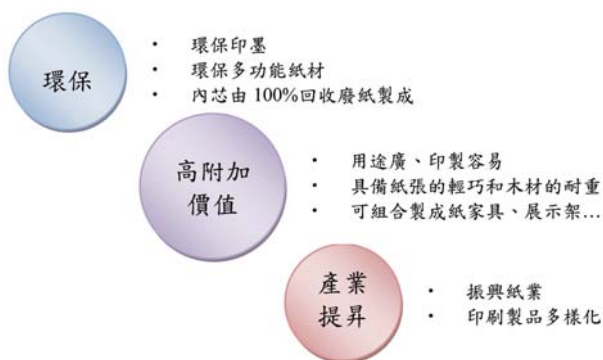 環保
• 環保印墨
• 環保多功能紙材
• 內芯由 100%回收廢紙製成
高附加
價值
• 用途廣、印製容易
• 具備紙張的輕巧和木材的耐重
• 可組合製成紙家具、展示架…
產業
提昇
• 振興紙業
• 印刷製品多樣化